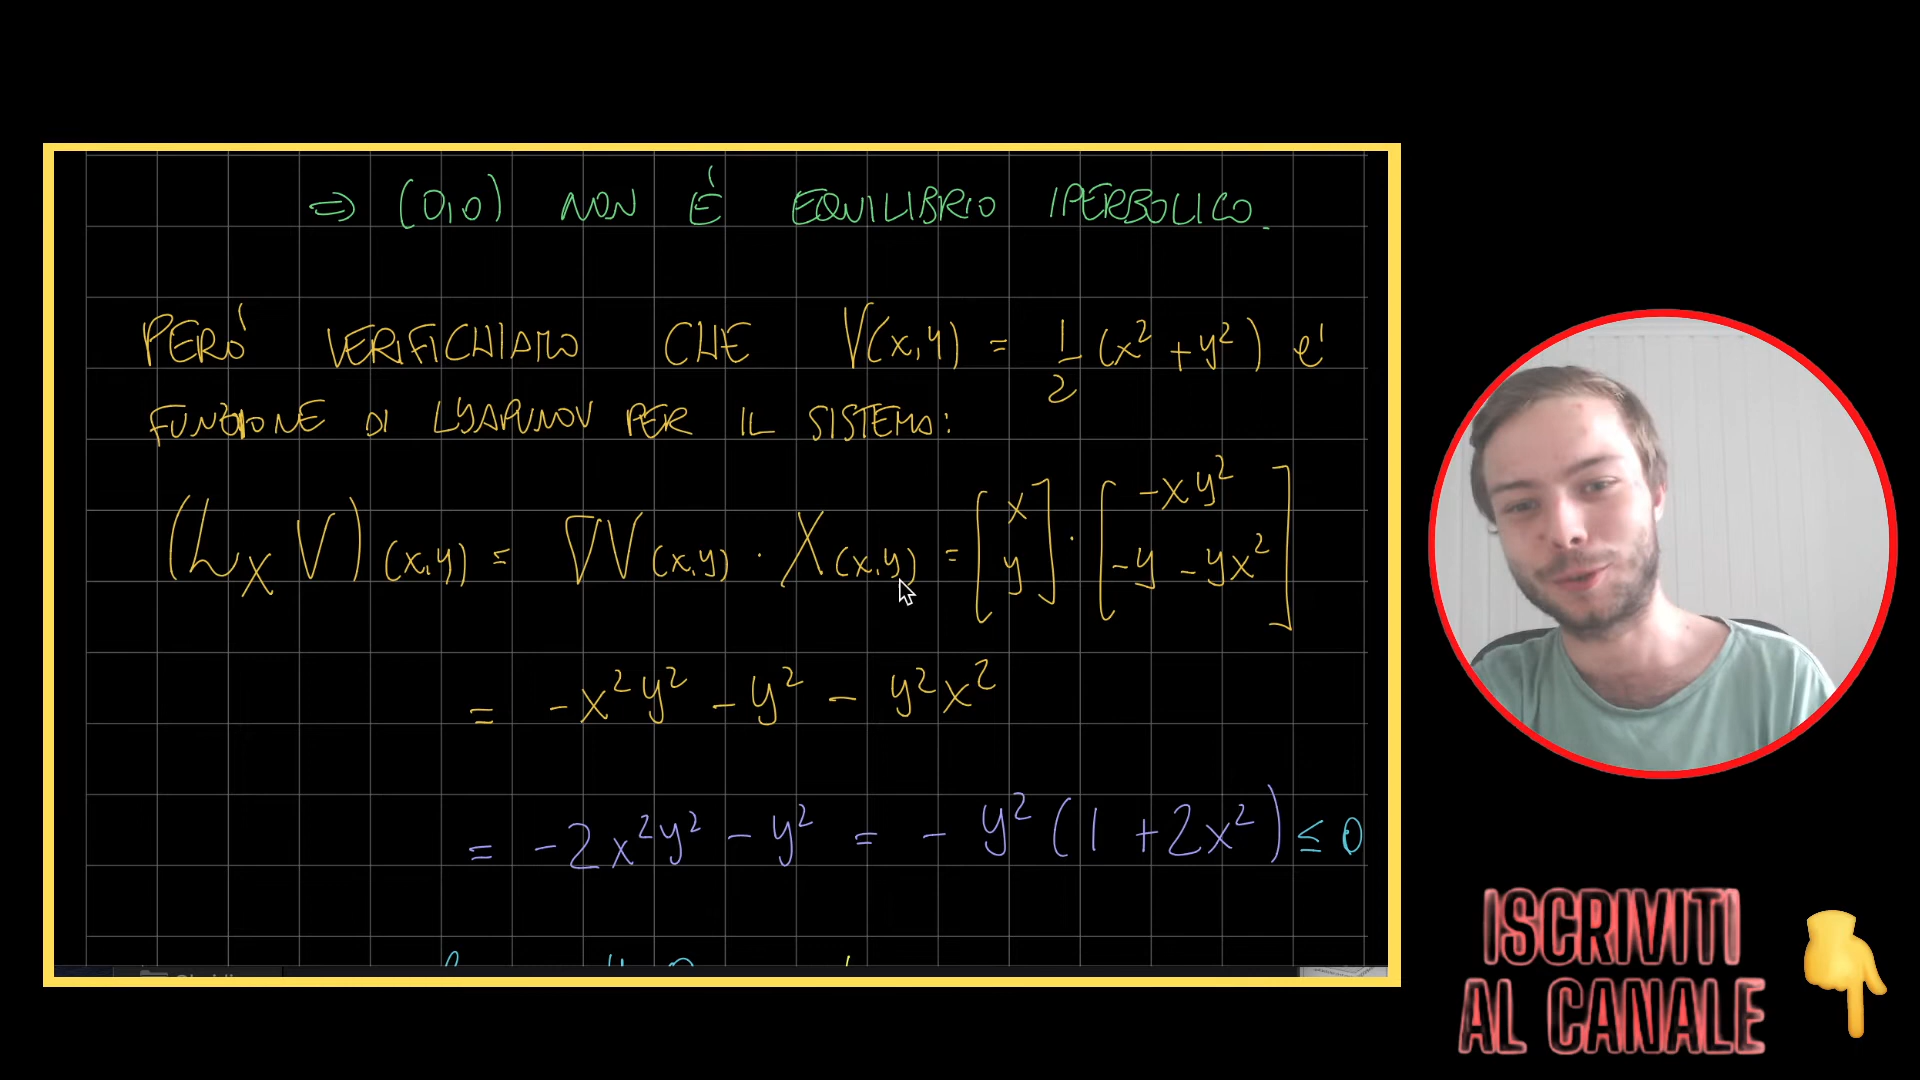 ⇒ (0,0) NON È EQUILIBRIO IPERBOLICO.
PERÒ VERIFICHIAMO CHE V(x,y) = 1/2 (x² + y²) e'
FUNZIONE DI LYAPUNOV PER IL SISTEMA:
(L_X V)(x,y) = ∇V(x,y) · X(x,y) = [x y] · [-xy² -y - yx²]
= -x²y² - y² - y²x²
= -2x²y² - y² = - y² (1 + 2x²) ≤ 0
ISCRIVITI
AL CANALE